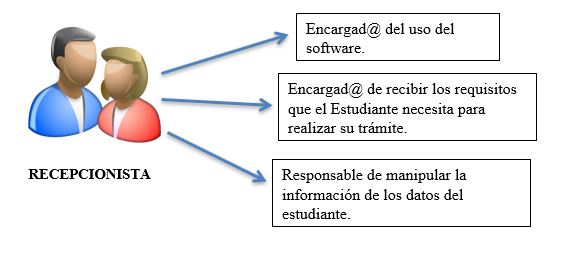 Encargad@ del uso del
software.
Encargad@ de recibir los requisitos
que el Estudiante necesita para
realizar su trámite.
RECEPCIONISTA
Responsable de manipular la
información de los datos del
estudiante.